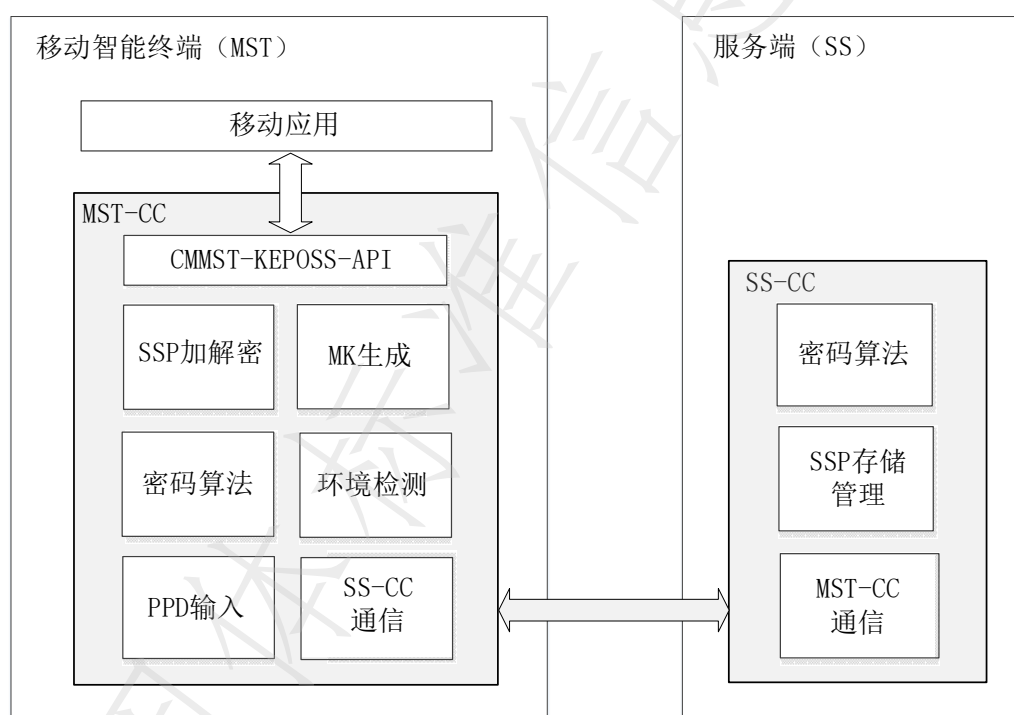 移动智能终端（MST）
服务端（SS）
移动应用
MST-CC
CMMST-KEPOSS-API
SSP加解密
MK生成
密码算法
环境检测
PPD输入
SS-CC
通信
SS-CC
密码算法
SSP存储
管理
MST-CC
通信